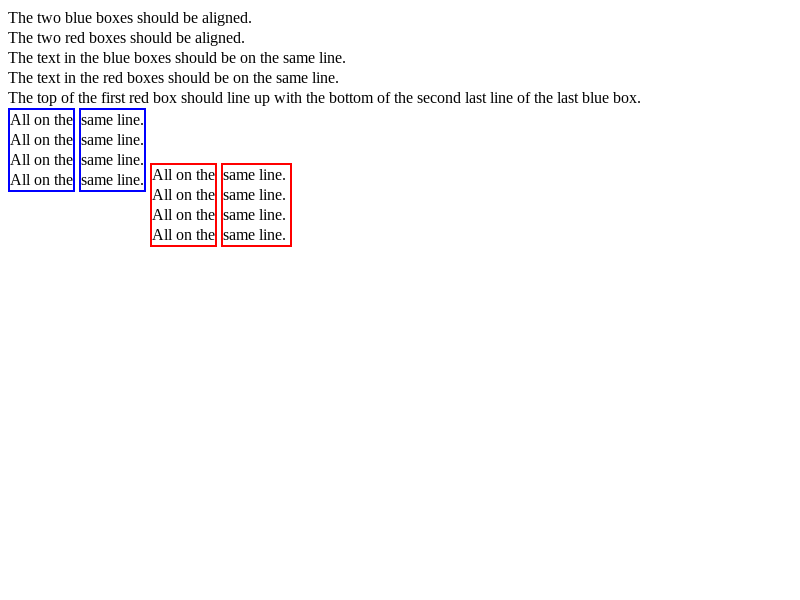 The two blue boxes should be aligned.
The two red boxes should be aligned.
The text in the blue boxes should be on the same line.
The text in the red boxes should be on the same line.
The top of the first red box should line up with the bottom of the second last line of the last blue box.
All on the same line.
All on the same line.
All on the same line.
All on the same line.
All on the same line.
All on the same line.
All on the same line.
All on the same line.